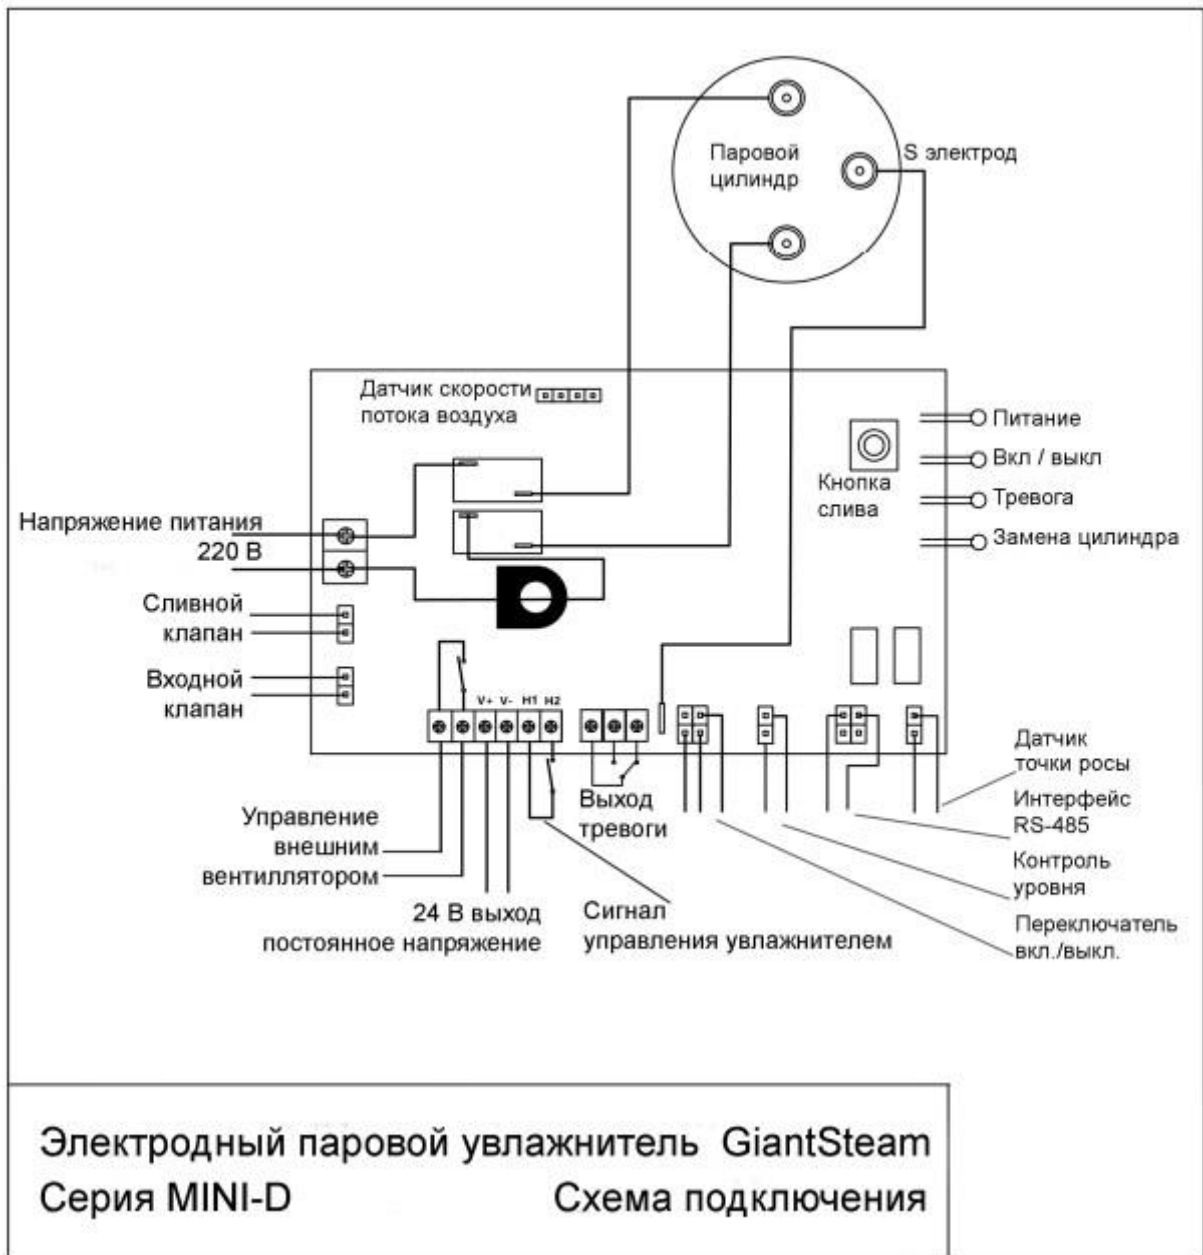 Паровой
цилиндр
S электрод
Датчик скорости
потока воздуха
Питание
Вкл / выкл
Кнопка
слива
Тревога
Замена цилиндра
Напряжение питания
220 В
Сливной
клапан
Входной
клапан
V+ V- H1 H2
Датчик
точки росы
Интерфейс
RS-485
Контроль
уровня
Переключатель
вкл./выкл.
Выход
тревоги
Управление
внешним
вентиллятором
24 В выход
постоянное напряжение
Сигнал
управления увлажнителем
Электродный паровой увлажнитель GiantSteam
Серия MINI-D Схема подключения